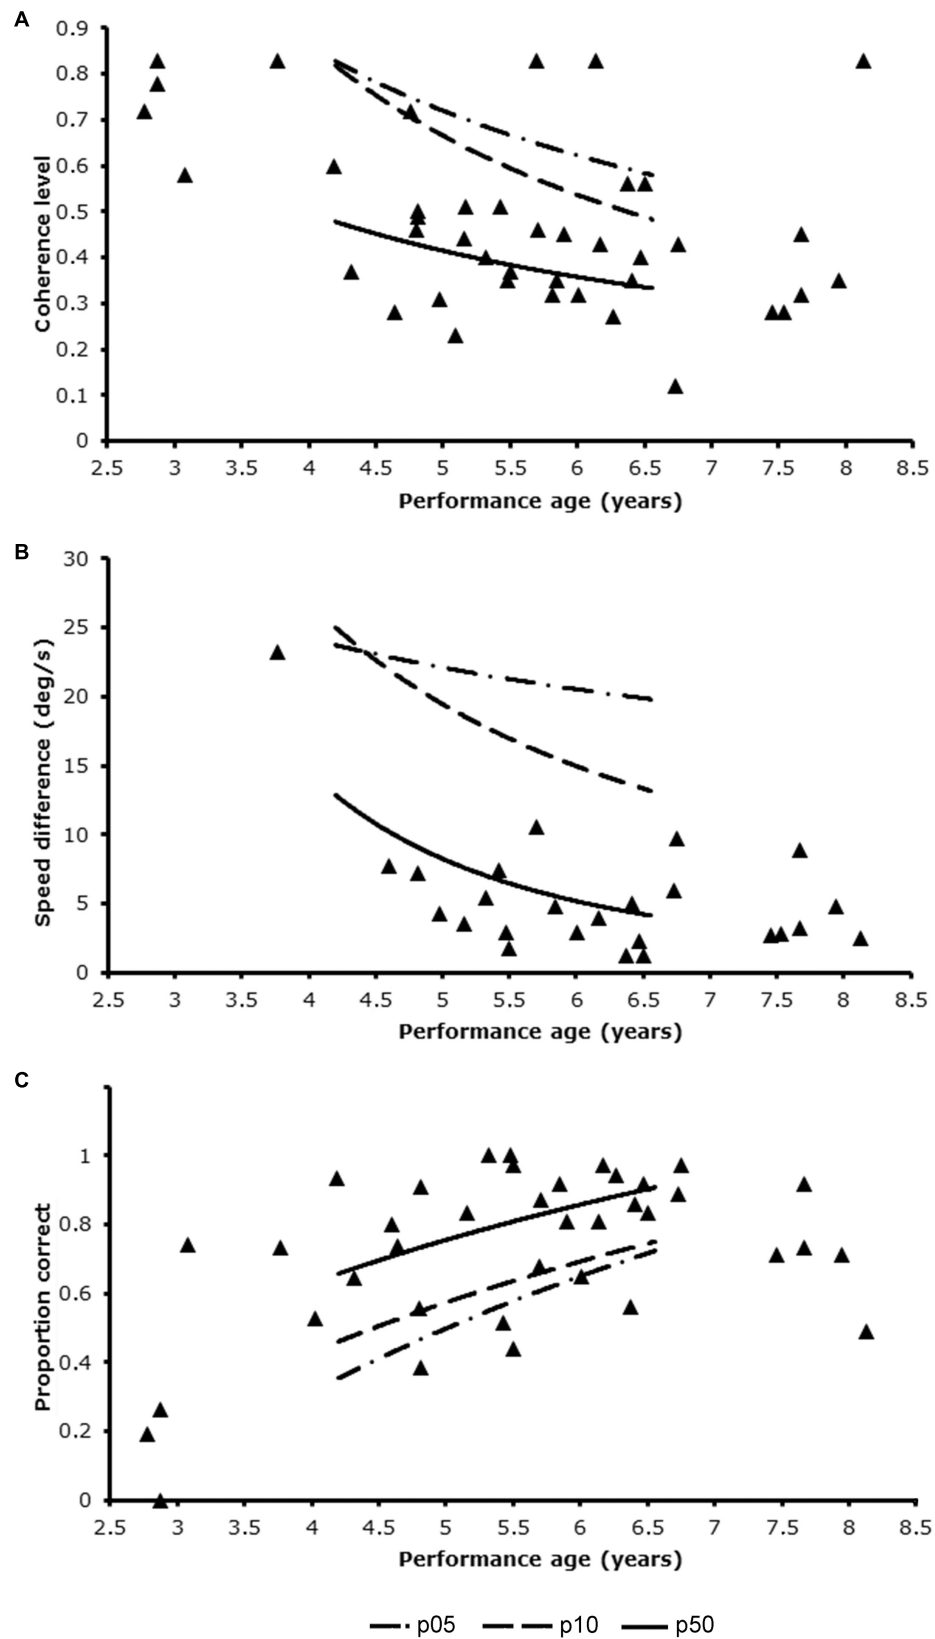 A
0.9
0.8
0.7
0.6
0.5
0.4
0.3
0.2
0.1
0
Coherence level
2.5 3 3.5 4 4.5 5 5.5 6 6.5 7 7.5 8 8.5
Performance age (years)
B
30
25
20
15
10
5
0
Speed difference (deg/s)
2.5 3 3.5 4 4.5 5 5.5 6 6.5 7 7.5 8 8.5
Performance age (years)
C
1
0.8
0.6
0.4
0.2
0
Proportion correct
2.5 3 3.5 4 4.5 5 5.5 6 6.5 7 7.5 8 8.5
Performance age (years)
p05 p10 p50